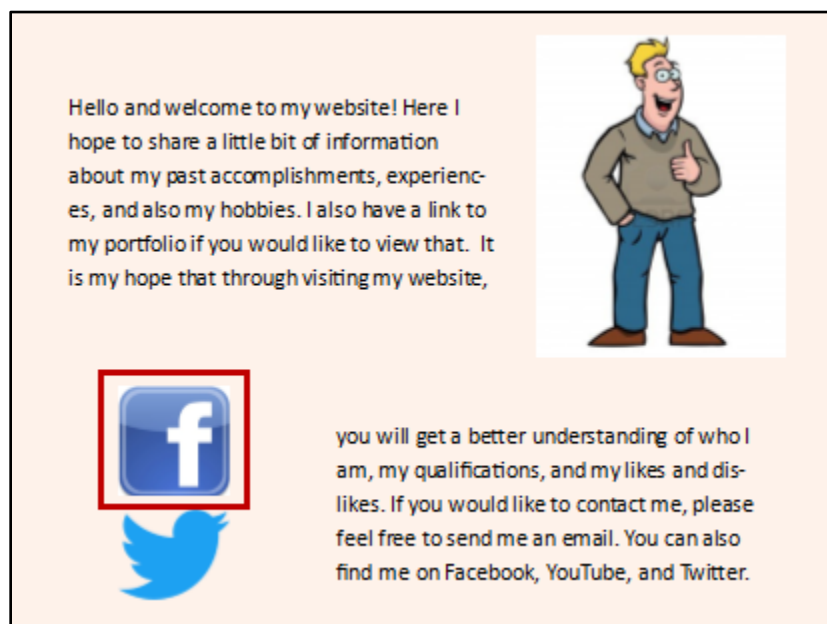 Hello and welcome to my website! Here I
hope to share a little bit of information
about my past accomplishments, experienc-
es, and also my hobbies. I also have a link to
my portfolio if you would like to view that.  It
is my hope that through visiting my website,
f
you will get a better understanding of who I
am, my qualifications, and my likes and dis-
likes. If you would like to contact me, please
feel free to send me an email. You can also
find me on Facebook, YouTube, and Twitter.